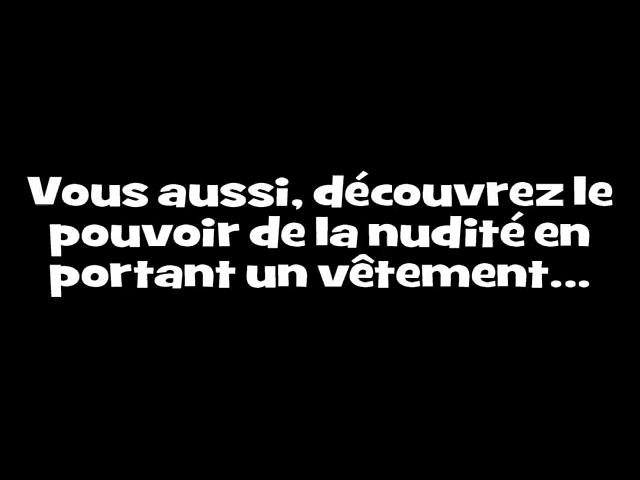 Vous aussi, découvrez le
pouvoir de la nudité en
portant un vêtement...